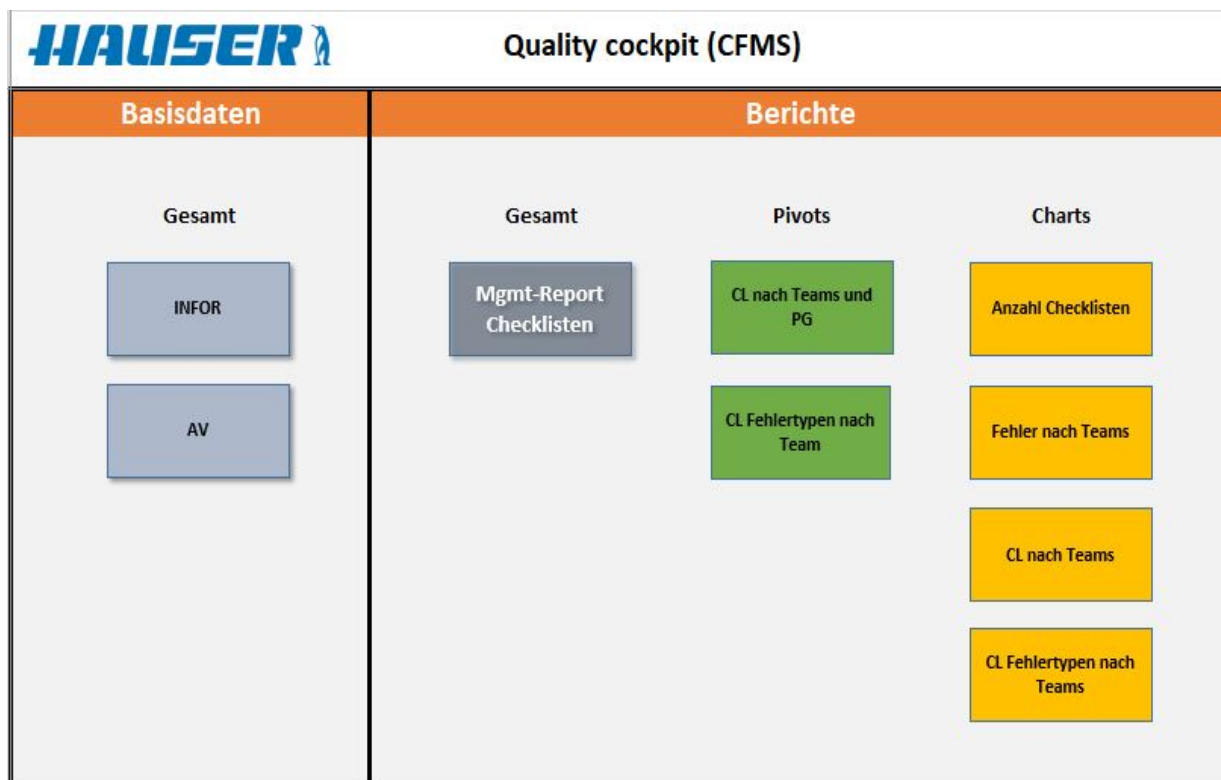 HAUSER
Quality cockpit (CFMS)
Basisdaten
Berichte
Gesamt
INFOR
AV
Gesamt
Mgmt-Report
Checklisten
Pivots
CL nach Teams und
PG
CL Fehlertypen nach
Team
Charts
Anzahl Checklisten
Fehler nach Teams
CL nach Teams
CL Fehlertypen nach
Teams